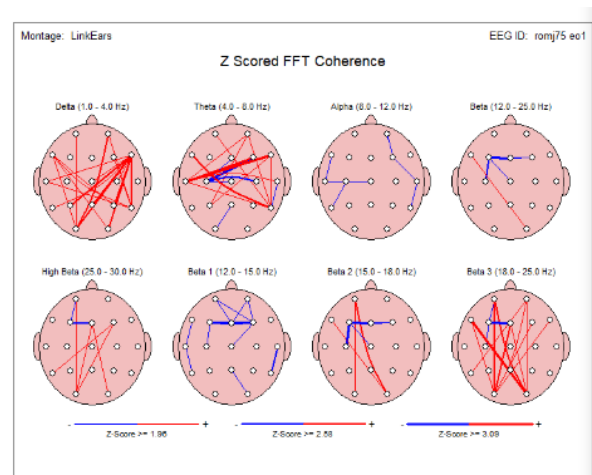 Montage: LinkEars EEG ID: romj75 eo1
Z Scored FFT Coherence
Delta (1.0 - 4.0 Hz) Theta (4.0 - 8.0 Hz) Alpha (8.0 - 12.0 Hz) Beta (12.0 - 25.0 Hz)
High Beta (25.0 - 30.0 Hz) Beta 1 (12.0 - 15.0 Hz) Beta 2 (15.0 - 18.0 Hz) Beta 3 (18.0 - 25.0 Hz)
- + - + - +
Z-Score >= 1.96 Z-Score >= 2.58 Z-Score >= 3.09